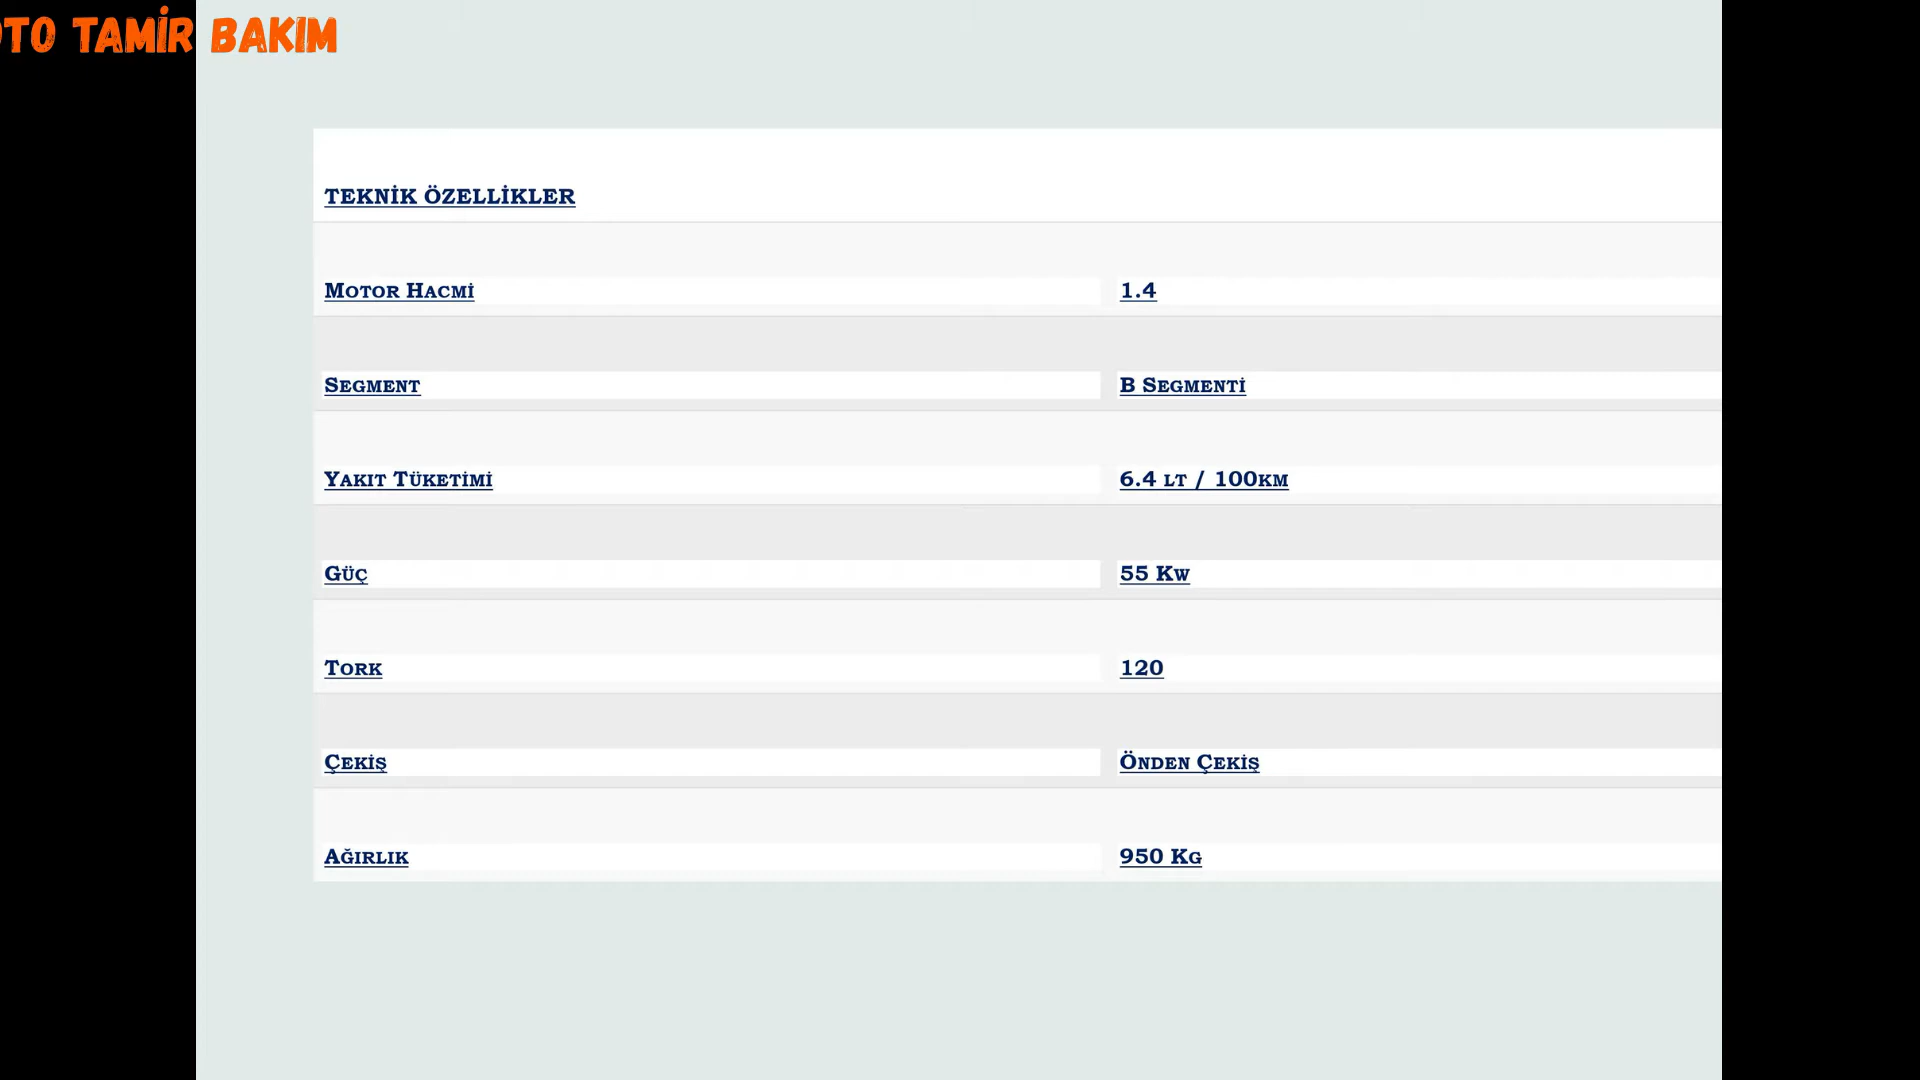 OTO TAMİR BAKIM
TEKNİK ÖZELLİKLER
Motor Hacmi 1.4
Segment B Segmenti
Yakıt Tüketimi 6.4 lt / 100km
Güç 55 Kw
Tork 120
Çekiş Önden Çekiş
Ağırlık 950 Kg